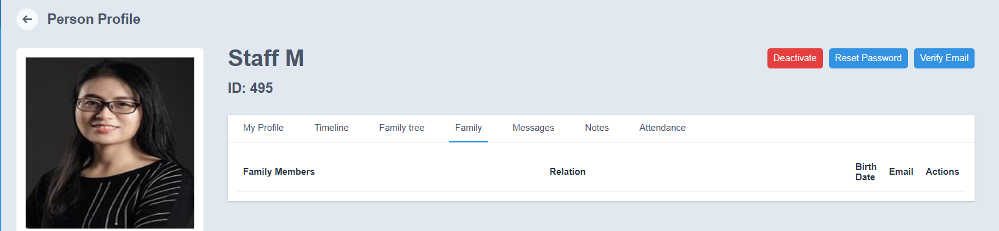 Person Profile
Staff M
Deactivate Reset Password Verify Email
ID: 495
My Profile Timeline Family tree Family Messages Notes Attendance
Family Members Relation Birth Date Email Actions